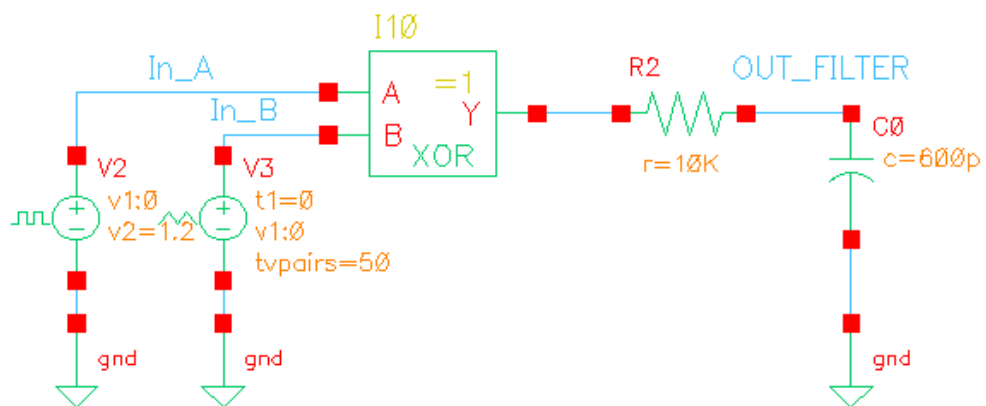 I10
In_A
A
=1
Y
In_B
B
XOR
R2
r=10K
OUT_FILTER
C0
c=600p
V2
v1:0
v2=1.2
V3
t1=0
v1:0
tvpairs=50
gnd
gnd
gnd